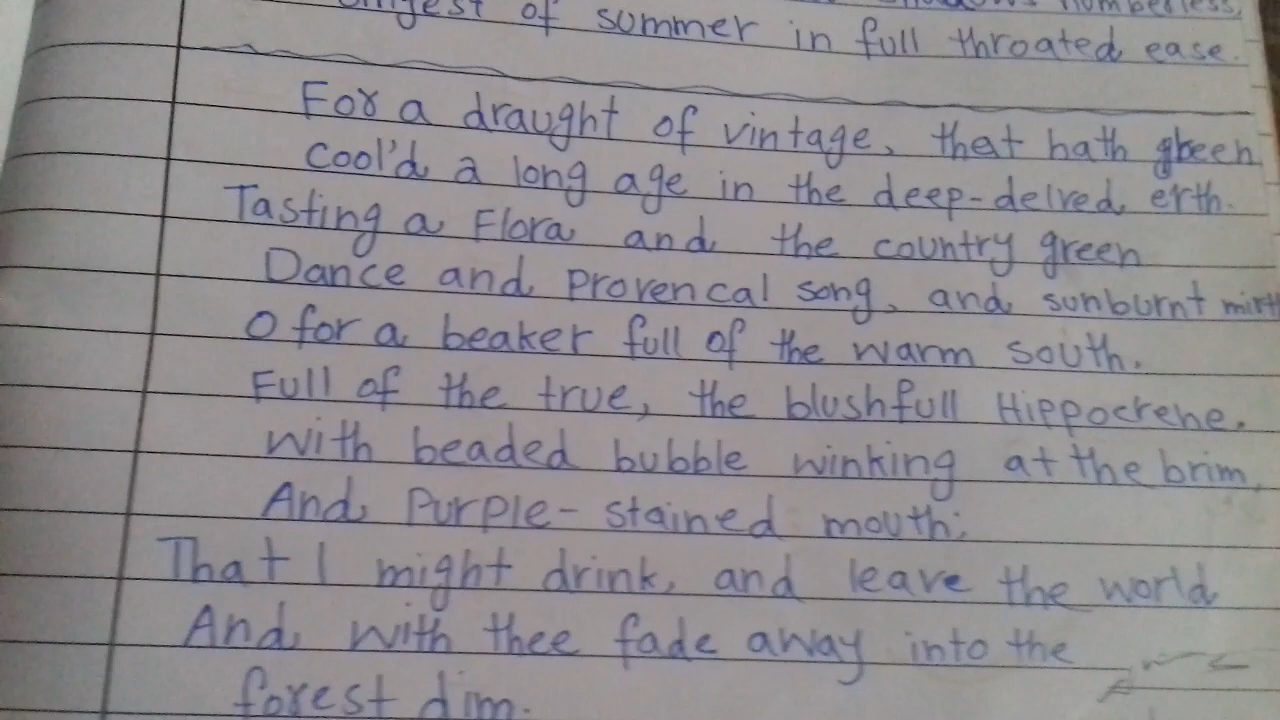 of summer in full throated ease.
For a draught of vintage, that hath been
Cool'd a long age in the deep-delved erth.
Tasting a Flora and the country green
Dance and provencal song, and sunburnt mirth
O for a beaker full of the warm south.
Full of the true, the blushfull Hippocrene.
With beaded bubble winking at the brim,
And Purple-stained mouth;
That I might drink, and leave the world
And with thee fade away into the
forest dim.